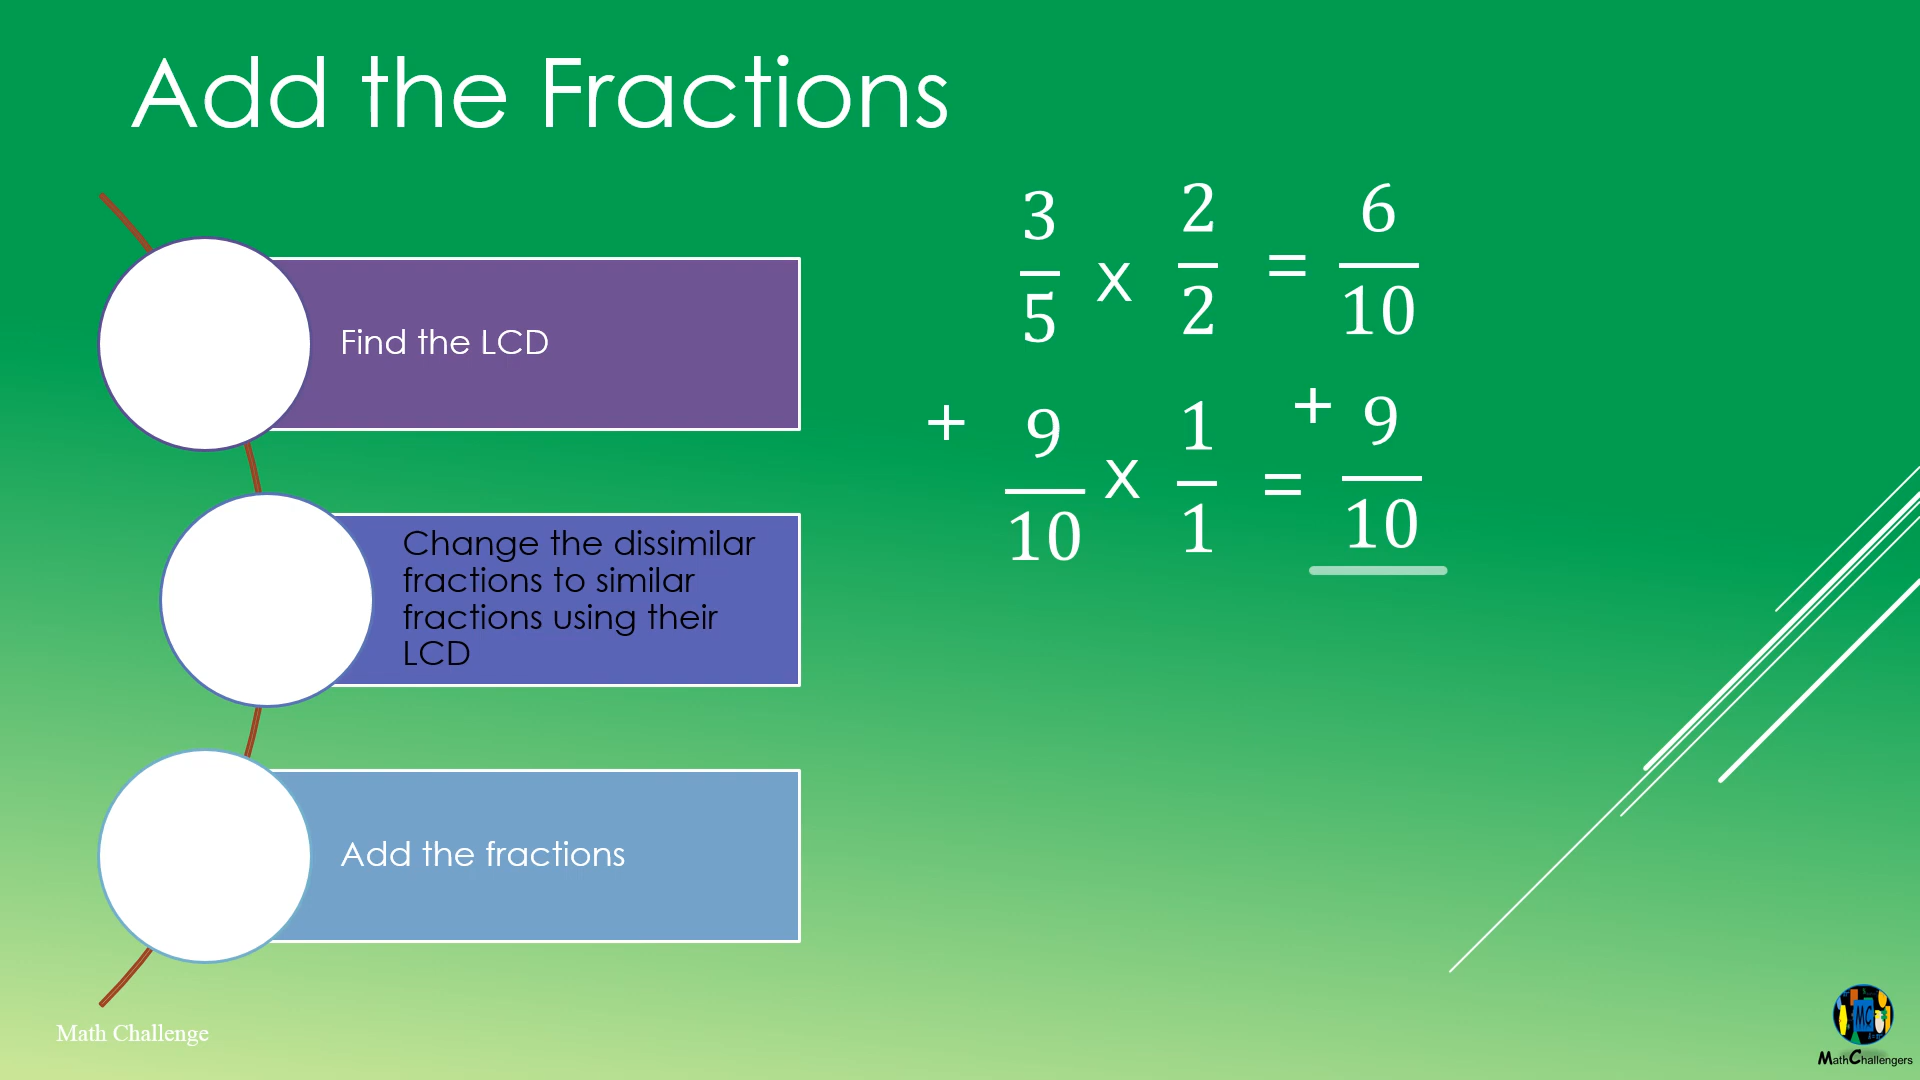 Add the Fractions
Find the LCD
Change the dissimilar
fractions to similar
fractions using their
LCD
Add the fractions
3/5 x 2/2 = 6/10
+ 9/10 x 1/1 = + 9/10
Math Challenge
MC
MathChallengers